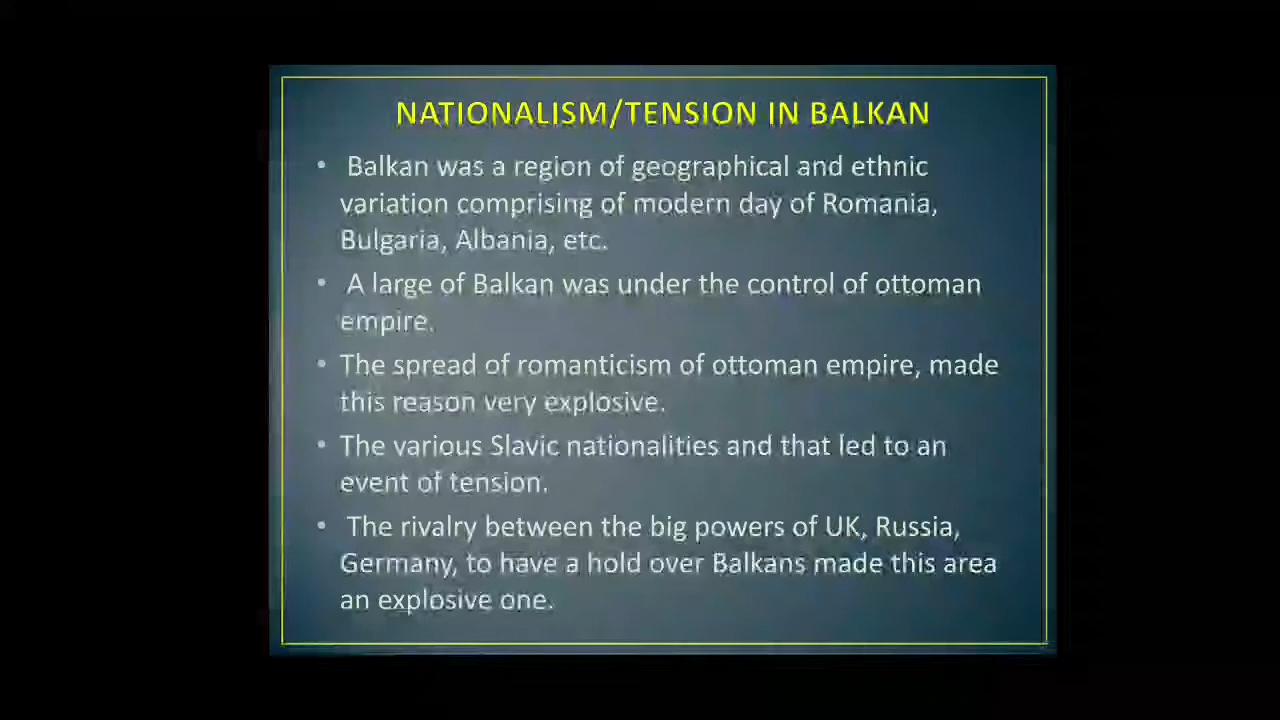 NATIONALISM/TENSION IN BALKAN
• Balkan was a region of geographical and ethnic
variation comprising of modern day of Romania,
Bulgaria, Albania, etc.
• A large of Balkan was under the control of ottoman
empire.
• The spread of romanticism of ottoman empire, made
this reason very explosive.
• The various Slavic nationalities and that led to an
event of tension.
• The rivalry between the big powers of UK, Russia,
Germany, to have a hold over Balkans made this area
an explosive one.